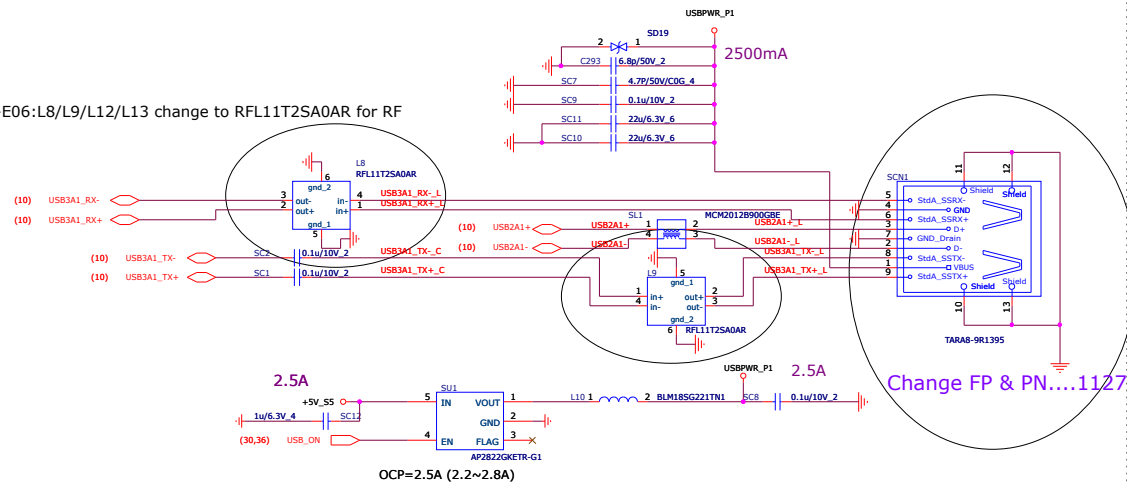 USBPWR_P1
2500mA
SD19
2 1
C293 6.8p/50V_2
SC7 4.7P/50V/C0G_4
SC9 0.1u/10V_2
SC11 22u/6.3V_6
SC10 22u/6.3V_6
E06:L8/L9/L12/L13 change to RFL11T2SA0AR for RF
L8
RFL11T2SA0AR
6
gnd_2
3 out- in- 4
2 out+ in+ 1
gnd_1
5
(10) USB3A1_RX-
(10) USB3A1_RX+
USB3A1_RX-_L
USB3A1_RX+_L
(10) USB3A1_TX-
(10) USB3A1_TX+
SC2 0.1u/10V_2 USB3A1_TX-_C
SC1 0.1u/10V_2 USB3A1_TX+_C
SL1 MCM2012B900GBE
(10) USB2A1+ USB2A1+ 1 2 USB2A1+_L
(10) USB2A1- USB2A1- 4 3 USB2A1-_L
USB3A1_TX-_L
USB3A1_TX+_L
L9
5
gnd_1
1 in+ out+ 2
4 in- out- 3
gnd_2
6
RFL11T2SA0AR
SCN1
11 12
Shield Shield
5 StdA_SSRX-
4 GND
6 StdA_SSRX+
3 D+
7 GND_Drain
2 D-
8 StdA_SSTX-
1 VBUS
9 StdA_SSTX+
Shield Shield
10 13
TARA8-9R1395
Change FP & PN....1127
2.5A
+5V_S5
1u/6.3V_4 SC12
(30,36) USB_ON
SU1
5 IN VOUT 1
GND 2
4 EN FLAG 3
AP2822GKETR-G1
OCP=2.5A (2.2~2.8A)
L10 1 2 BLM18SG221TN1
USBPWR_P1
2.5A
SC8 0.1u/10V_2